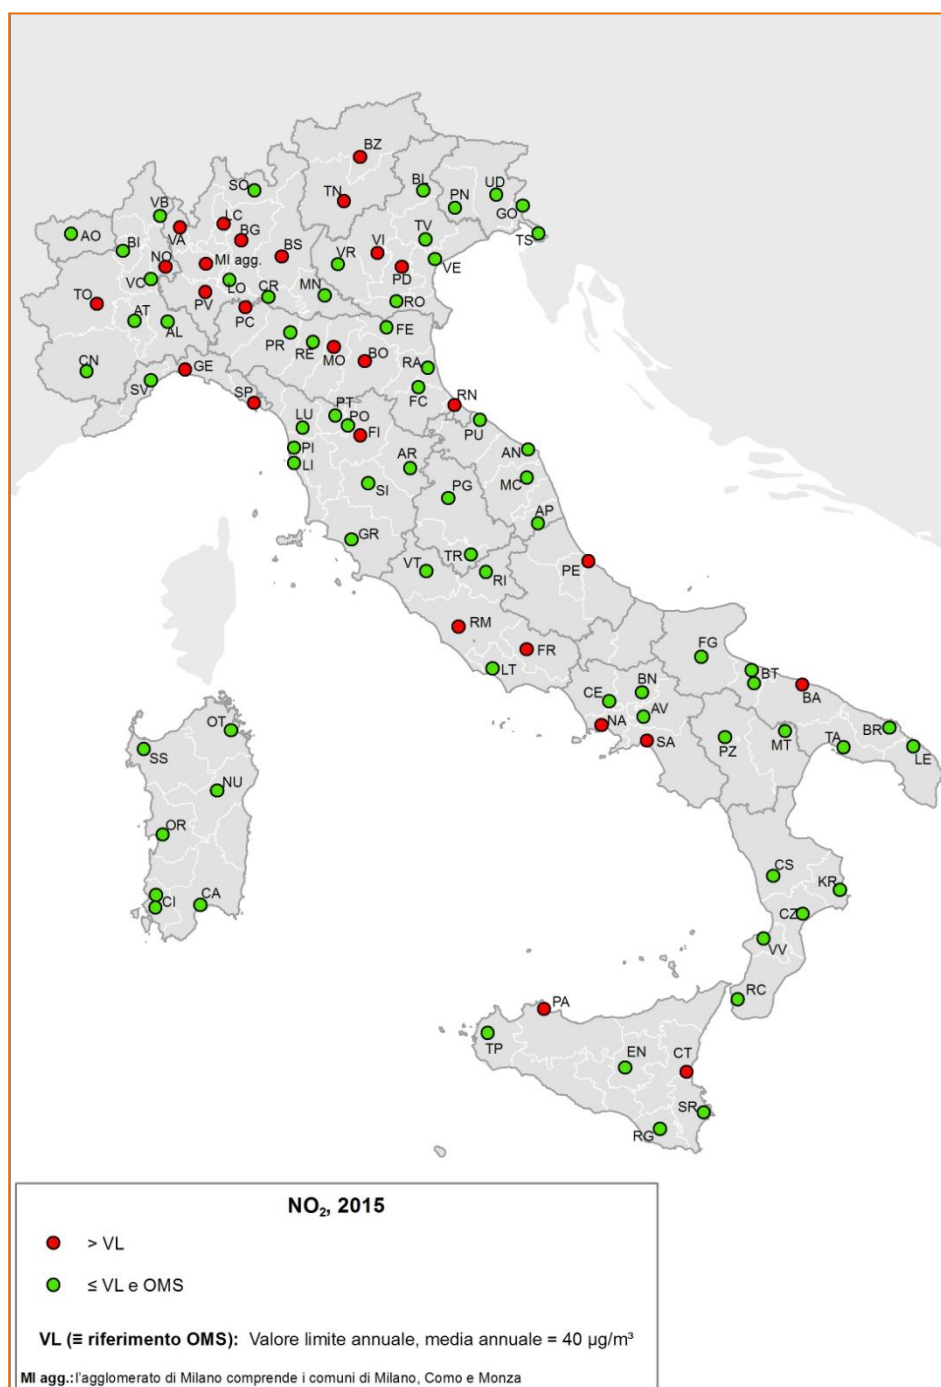 BZ
SO
BL
UD
TN
PN
VB
LC
GO
AO
VA
BG
TV
TS
BI
BS
VR
VI
VE
NO
MI agg.
PD
VC
LO
CR
MN
TO
PV
RO
AT
AL
PC
FE
PR
RE
MO
BO
RA
CN
GE
SV
SP
FC
RN
PT
LU
PO
FI
PU
PI
AN
LI
AR
SI
PG
MC
AP
GR
TR
PE
VT
RI
RM
FR
FG
LT
BT
BN
CE
BA
AV
NA
OT
SA
PZ
MT
TA
BR
SS
LE
NU
OR
CS
KR
CI
CA
CZ
VV
RC
PA
TP
EN
CT
SR
RG
NO₂, 2015
> VL
≤ VL e OMS
VL (≡ riferimento OMS): Valore limite annuale, media annuale = 40 µg/m³
MI agg.: l'agglomerato di Milano comprende i comuni di Milano, Como e Monza